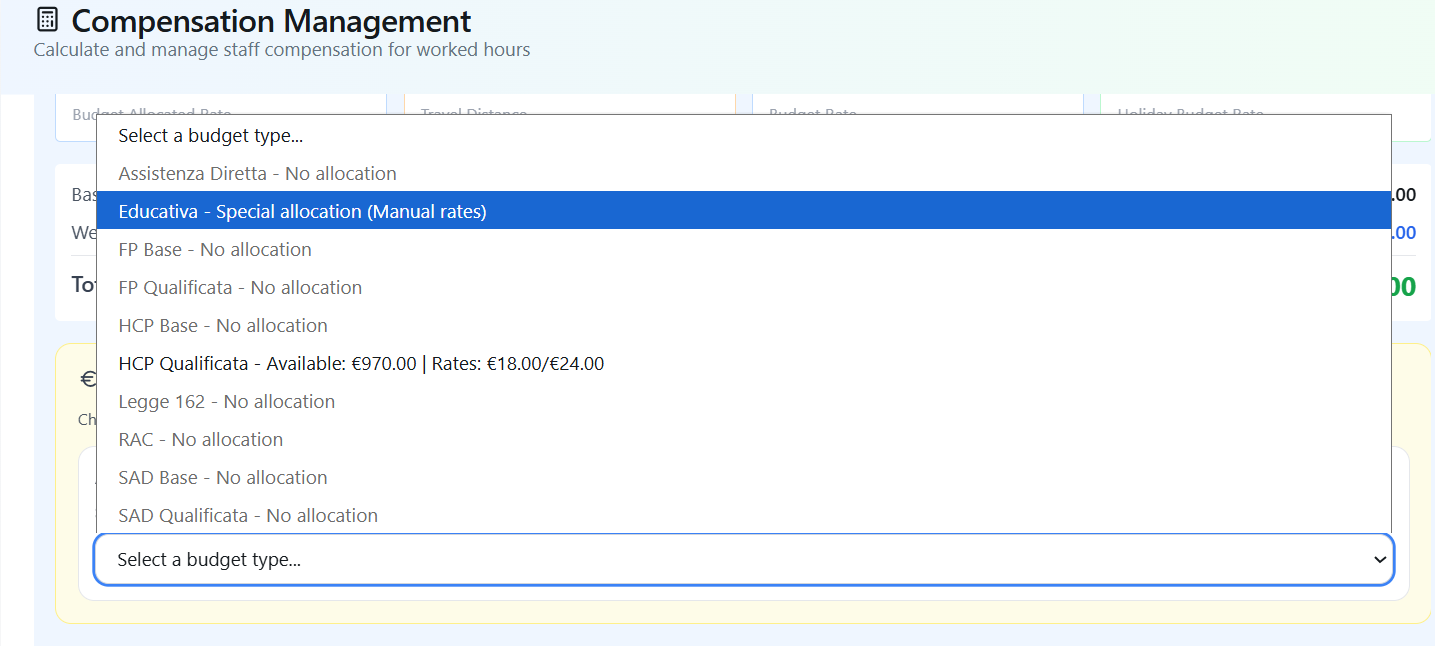 Compensation Management
Calculate and manage staff compensation for worked hours
Budget Allocated Rate
Travel Distance
Budget Rate
Holiday Budget Rate
Select a budget type...
Assistenza Diretta - No allocation
.00
Educativa - Special allocation (Manual rates)
.00
FP Base - No allocation
FP Qualificata - No allocation
00
HCP Base - No allocation
HCP Qualificata - Available: €970.00 | Rates: €18.00/€24.00
€
Legge 162 - No allocation
Ch
RAC - No allocation
SAD Base - No allocation
SAD Qualificata - No allocation
Select a budget type...